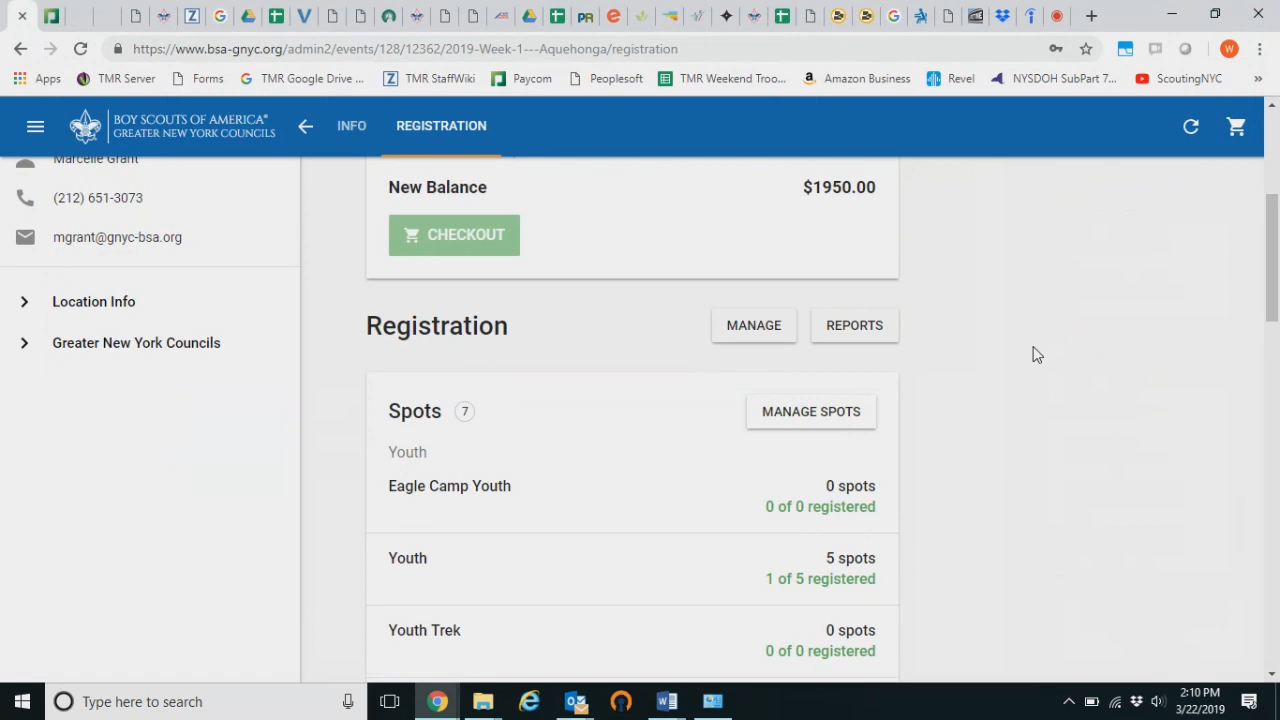 https://www.bsa-gnyc.org/admin2/events/128/12362/2019-Week-1---Aquehonga/registration
W
Apps TMR Server Forms TMR Google Drive ... TMR StaffWiki Paycom Peoplesoft TMR Weekend Troo... Amazon Business Revel NYSDOH SubPart 7... ScoutingNYC »
BOY SCOUTS OF AMERICA®
GREATER NEW YORK COUNCILS
INFO REGISTRATION
Marcelle Grant
(212) 651-3073
mgrant@gnyc-bsa.org
Location Info
Greater New York Councils
New Balance $1950.00
CHECKOUT
Registration MANAGE REPORTS
Spots 7 MANAGE SPOTS
Youth
Eagle Camp Youth 0 spots
0 of 0 registered
Youth 5 spots
1 of 5 registered
Youth Trek 0 spots
0 of 0 registered
Type here to search
2:10 PM
3/22/2019